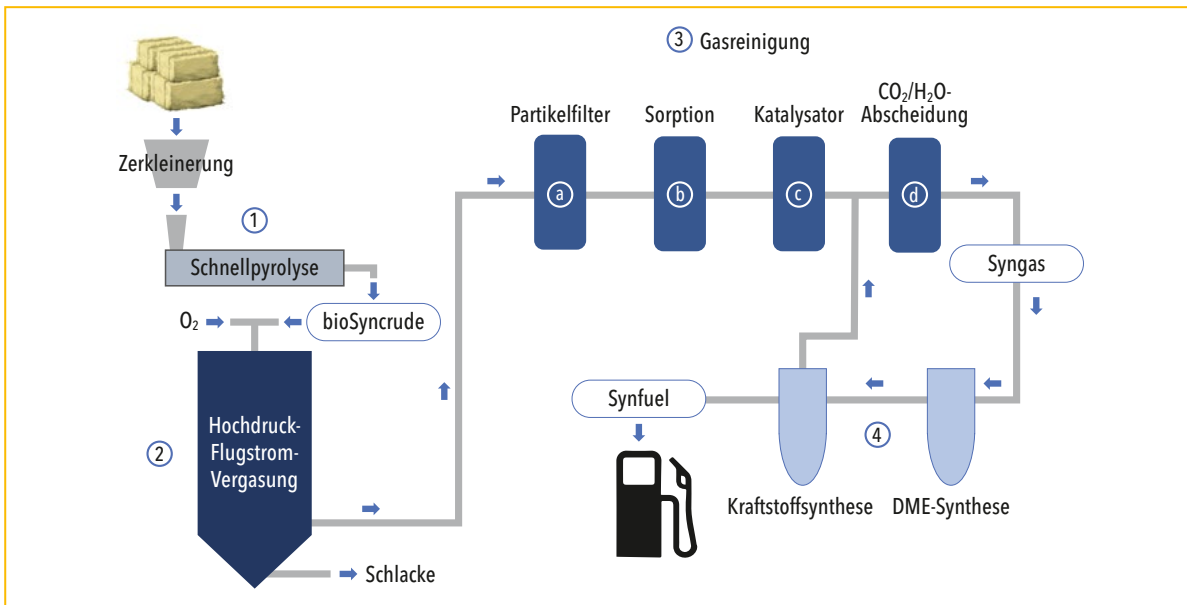 3 Gasreinigung
Zerkleinerung
1
Schnellpyrolyse
bioSyncrude
O₂
2
Hochdruck-
Flugstrom-
Vergasung
Schlacke
Partikelfilter
a
Sorption
b
Katalysator
c
CO₂/H₂O-
Abscheidung
d
Syngas
Synfuel
4
Kraftstoffsynthese
DME-Synthese